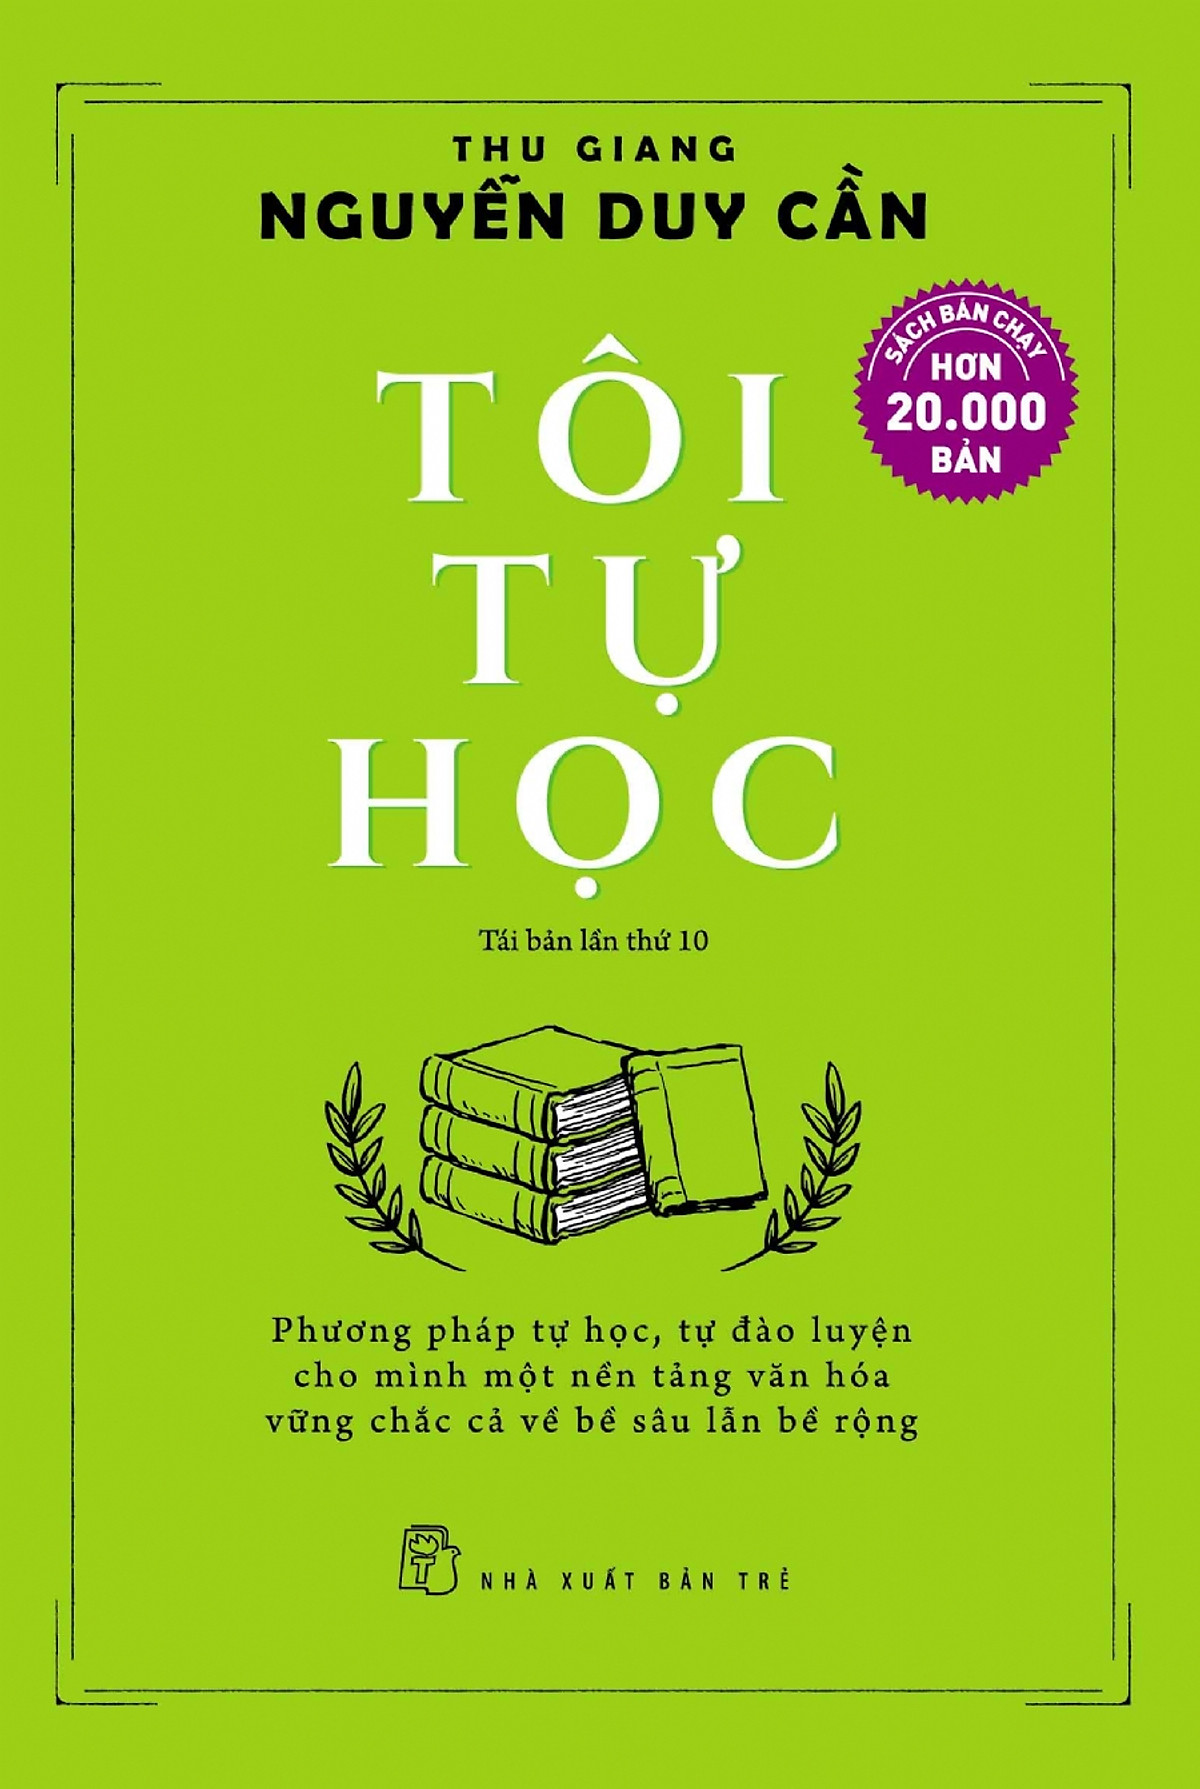 THU GIANG
NGUYỄN DUY CẦN
SÁCH BÁN CHẠY
HƠN
20.000
BẢN
TÔI
TỰ
HỌC
Tái bản lần thứ 10
Phương pháp tự học, tự đào luyện
cho mình một nền tảng văn hóa
vững chắc cả về bề sâu lẫn bề rộng
T
NHÀ XUẤT BẢN TRẺ